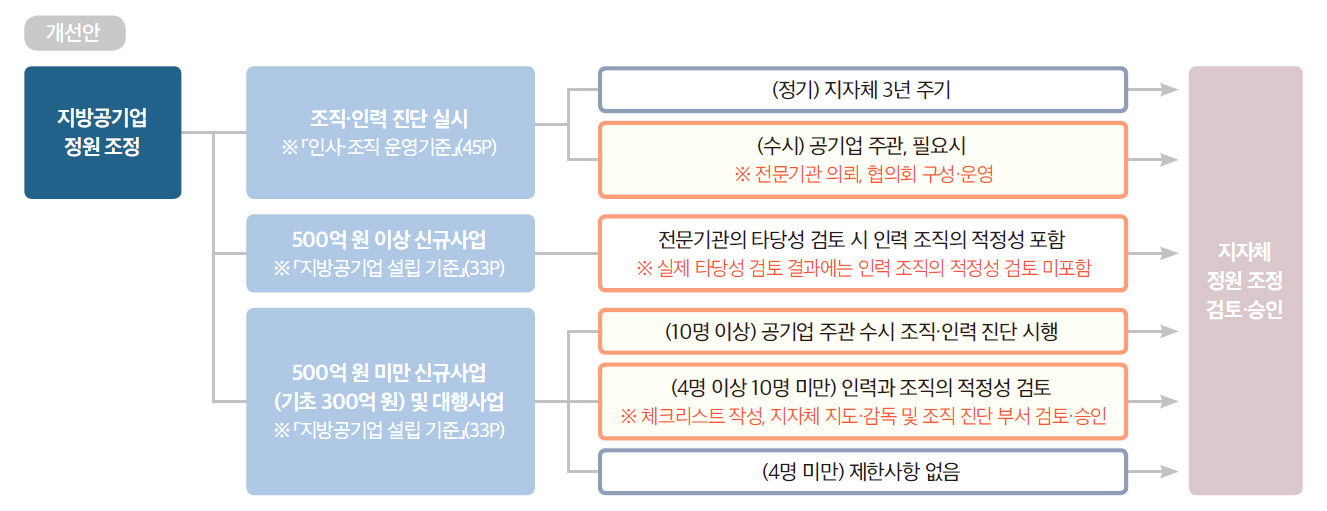 개선안
지방공기업
정원 조정
조직·인력 진단 실시
※ 「인사·조직 운영기준」(45P)
(정기) 지자체 3년 주기
(수시) 공기업 주관, 필요시
※ 전문기관 의뢰, 협의회 구성·운영
500억 원 이상 신규사업
※ 「지방공기업 설립 기준」(33P)
전문기관의 타당성 검토 시 인력 조직의 적정성 포함
※ 실제 타당성 검토 결과에는 인력 조직의 적정성 검토 미포함
500억 원 미만 신규사업
(기초 300억 원) 및 대행사업
※ 「지방공기업 설립 기준」(33P)
(10명 이상) 공기업 주관 수시 조직·인력 진단 시행
(4명 이상 10명 미만) 인력과 조직의 적정성 검토
※ 체크리스트 작성, 지자체 지도·감독 및 조직 진단 부서 검토·승인
(4명 미만) 제한사항 없음
지자체
정원 조정
검토·승인